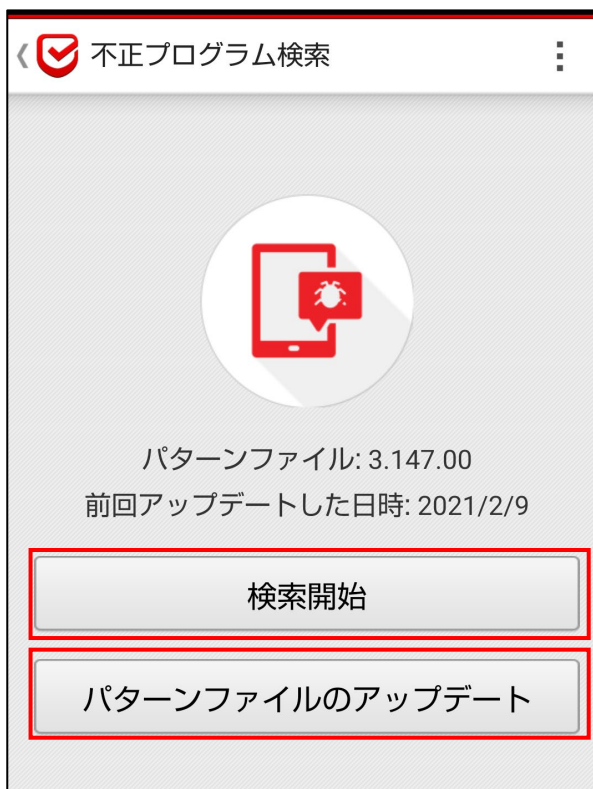 不正プログラム検索
パターンファイル: 3.147.00
前回アップデートした日時: 2021/2/9
検索開始
パターンファイルのアップデート